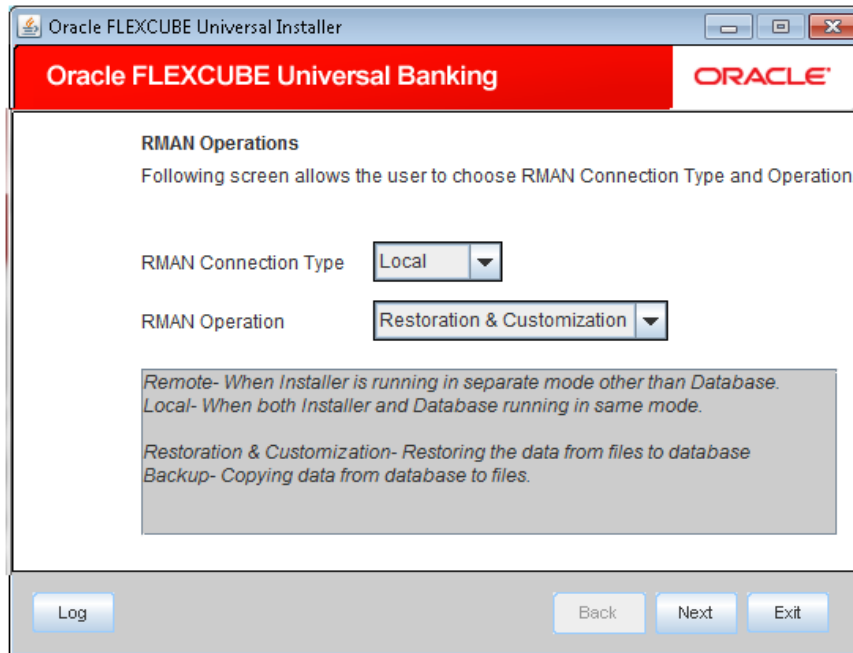 Oracle FLEXCUBE Universal Installer
Oracle FLEXCUBE Universal Banking
ORACLE
RMAN Operations
Following screen allows the user to choose RMAN Connection Type and Operation
RMAN Connection Type Local
RMAN Operation Restoration & Customization
Remote- When Installer is running in separate mode other than Database.
Local- When both Installer and Database running in same mode.
Restoration & Customization- Restoring the data from files to database
Backup- Copying data from database to files.
Log Back Next Exit